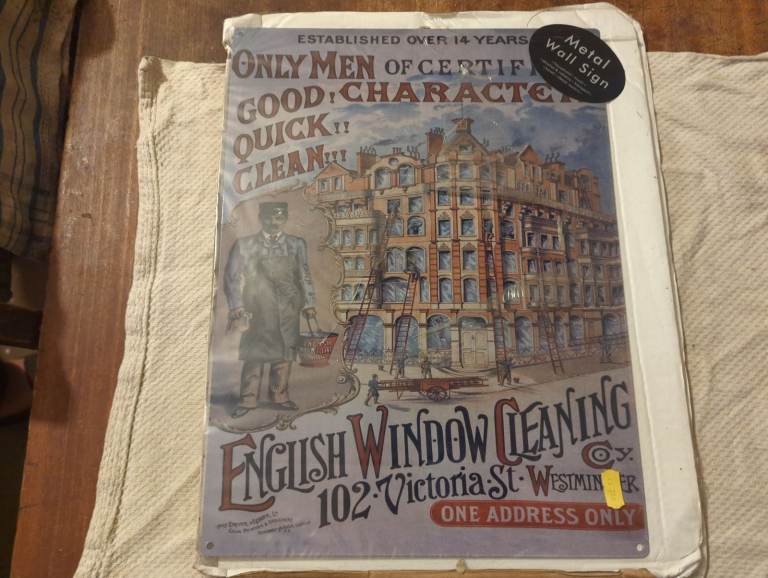 ESTABLISHED OVER 14 YEARS
Metal
Wall Sign
ONLY MEN OF CERTIF
GOOD! CHARACTER
QUICK!!
CLEAN!!!
ENGLISH WINDOW CLEANING COY.
102·Victoria·St·WESTMINSTER
ONE ADDRESS ONLY